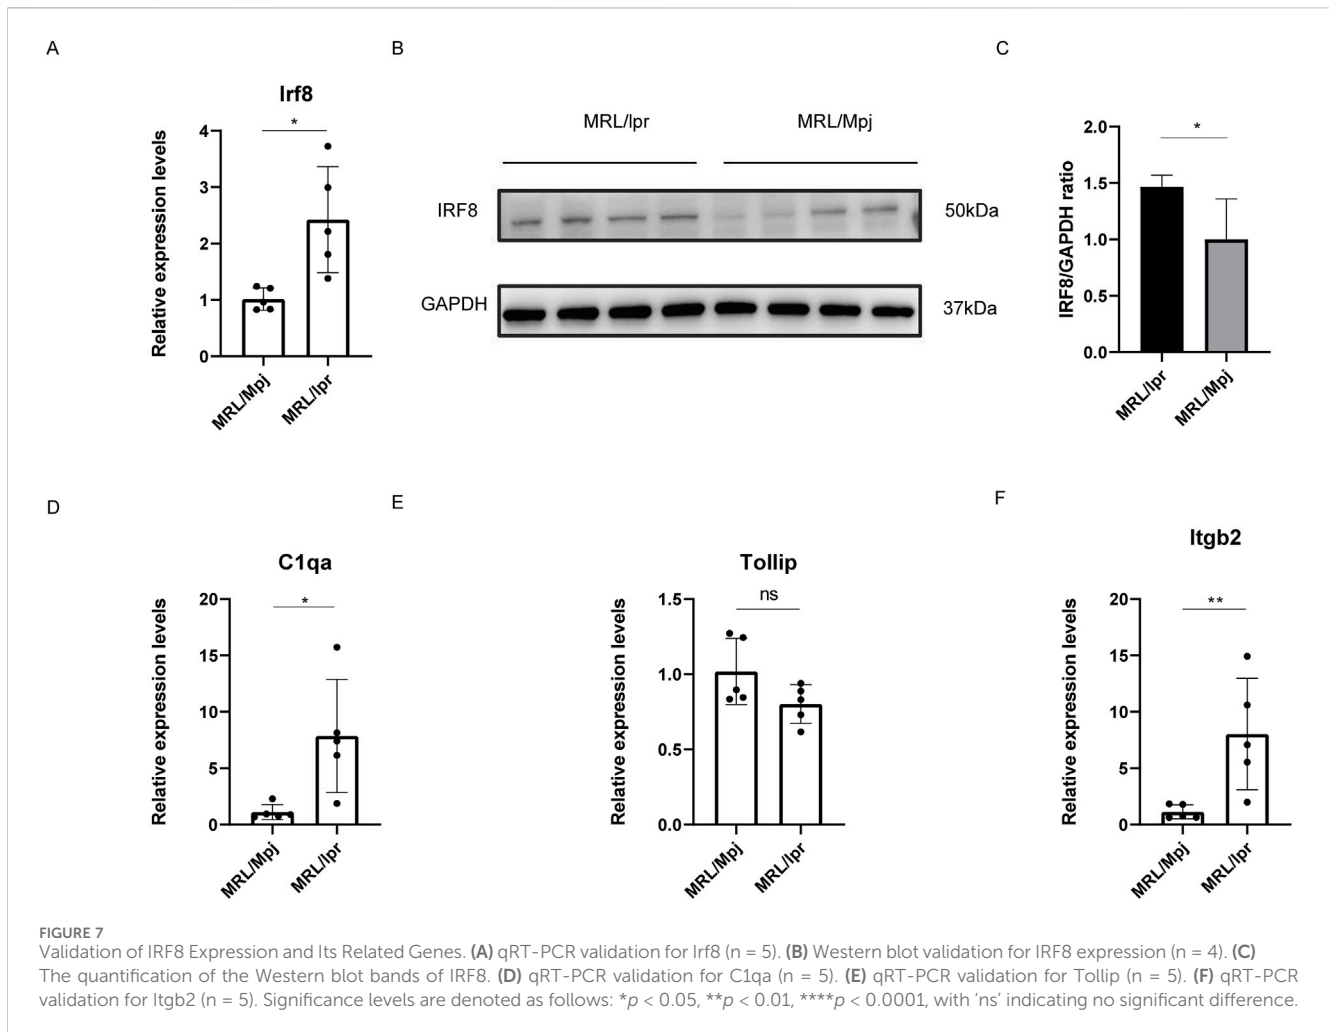 A
B
C
Irf8
*
Relative expression levels
4
3
2
1
0
MRL/Mpj
MRL/lpr
MRL/lpr
MRL/Mpj
IRF8
50kDa
GAPDH
37kDa
*
IRF8/GAPDH ratio
2.0
1.5
1.0
0.5
0.0
MRL/lpr
MRL/Mpj
D
E
F
C1qa
*
Relative expression levels
20
15
10
5
0
MRL/Mpj
MRL/lpr
Tollip
ns
Relative expression levels
1.5
1.0
0.5
0.0
MRL/Mpj
MRL/lpr
Itgb2
**
Relative expression levels
20
15
10
5
0
MRL/Mpj
MRL/lpr
FIGURE 7
Validation of IRF8 Expression and Its Related Genes. (A) qRT-PCR validation for Irf8 (n = 5). (B) Western blot validation for IRF8 expression (n = 4). (C)
The quantification of the Western blot bands of IRF8. (D) qRT-PCR validation for C1qa (n = 5). (E) qRT-PCR validation for Tollip (n = 5). (F) qRT-PCR
validation for Itgb2 (n = 5). Significance levels are denoted as follows: *p < 0.05, **p < 0.01, ****p < 0.0001, with ‘ns’ indicating no significant difference.